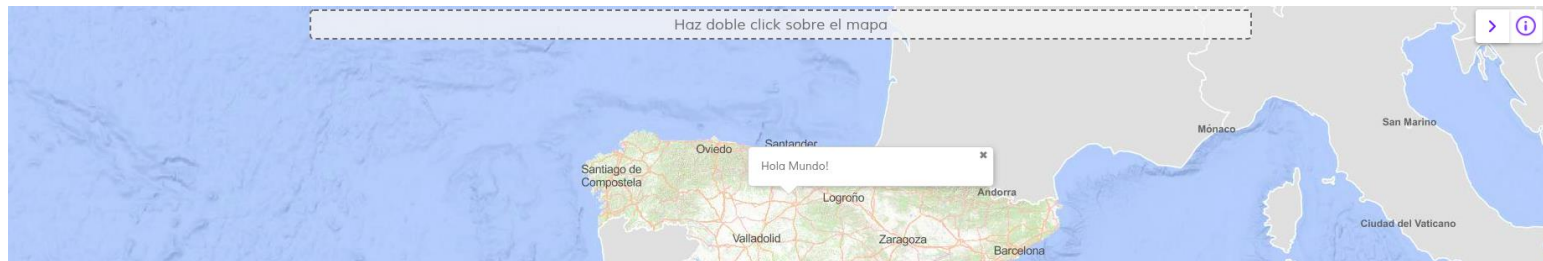 Haz doble click sobre el mapa
Mónaco
San Marino
Oviedo
Santander
Hola Mundo!
Santiago de
Compostela
Andorra
Logroño
Ciudad del Vaticano
Valladolid
Zaragoza
Barcelona